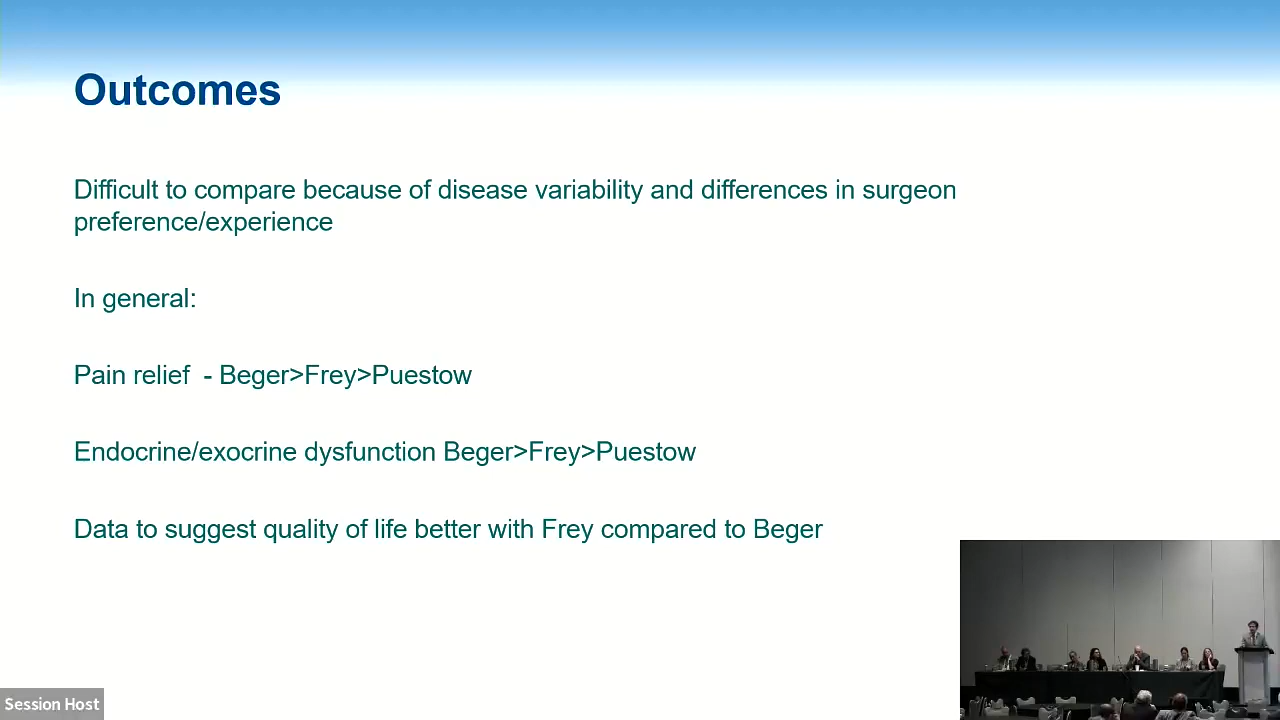 Outcomes
Difficult to compare because of disease variability and differences in surgeon
preference/experience
In general:
Pain relief  - Beger>Frey>Puestow
Endocrine/exocrine dysfunction Beger>Frey>Puestow
Data to suggest quality of life better with Frey compared to Beger
Session Host